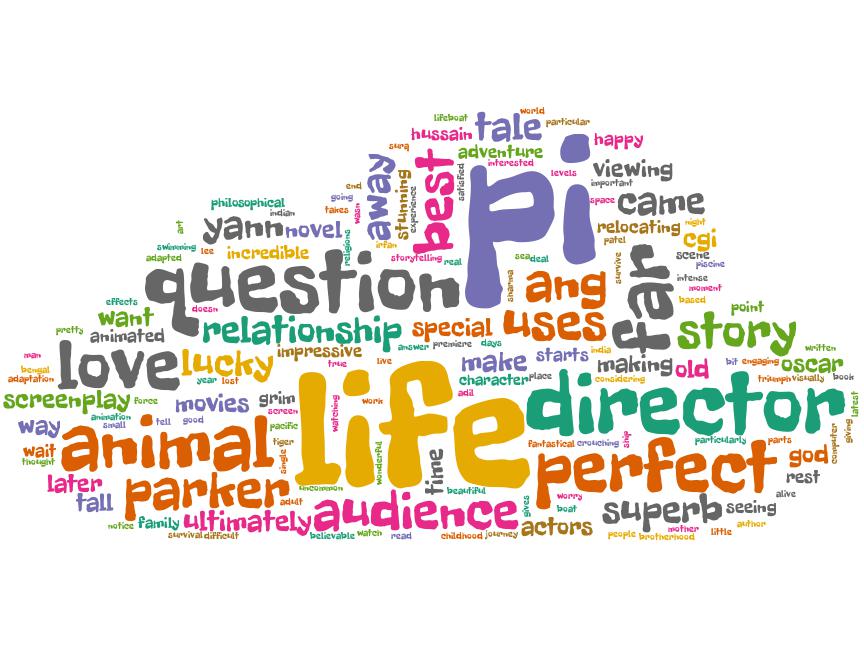 world
lifeboat
tale
particular
hussain
happy
sura
adventure
pi
best
interested
away
stunning
experience
satisfied
levels
viewing
important
end
going
takes
wasn
philosophical
indian
space
came
art
yann
novel
religions
irfan
relocating
night
patel
cgi
swimming
lee
adapted
incredible
storytelling
real
sea
deal
scene
piscine
question
sharma
ang
survive
far
intense
moment
based
effects
doesn
want
relationship
special
uses
story
point
pretty
animated
answer
premiere
days
india
written
man
love
lucky
impressive
true
live
make
starts
making
old
bit
engaging
oscar
bengal
adaptation
year
lost
character
place
considering
triumph
visually
book
screenplay
force
movies
grim
screen
watching
life
work
adil
director
latest
animation
small
tell
good
pacific
way
animal
tiger
single
wonderful
time
fantastical
crouching
ship
particularly
parts
computer
giving
wait
thought
perfect
god
later
parker
adult
uncommon
beautiful
worry
rest
tall
alive
notice
family
ultimately
audience
gives
boat
superb
seeing
actors
author
survival
difficult
believable
watch
read
childhood
journey
people
brotherhood
mother
little